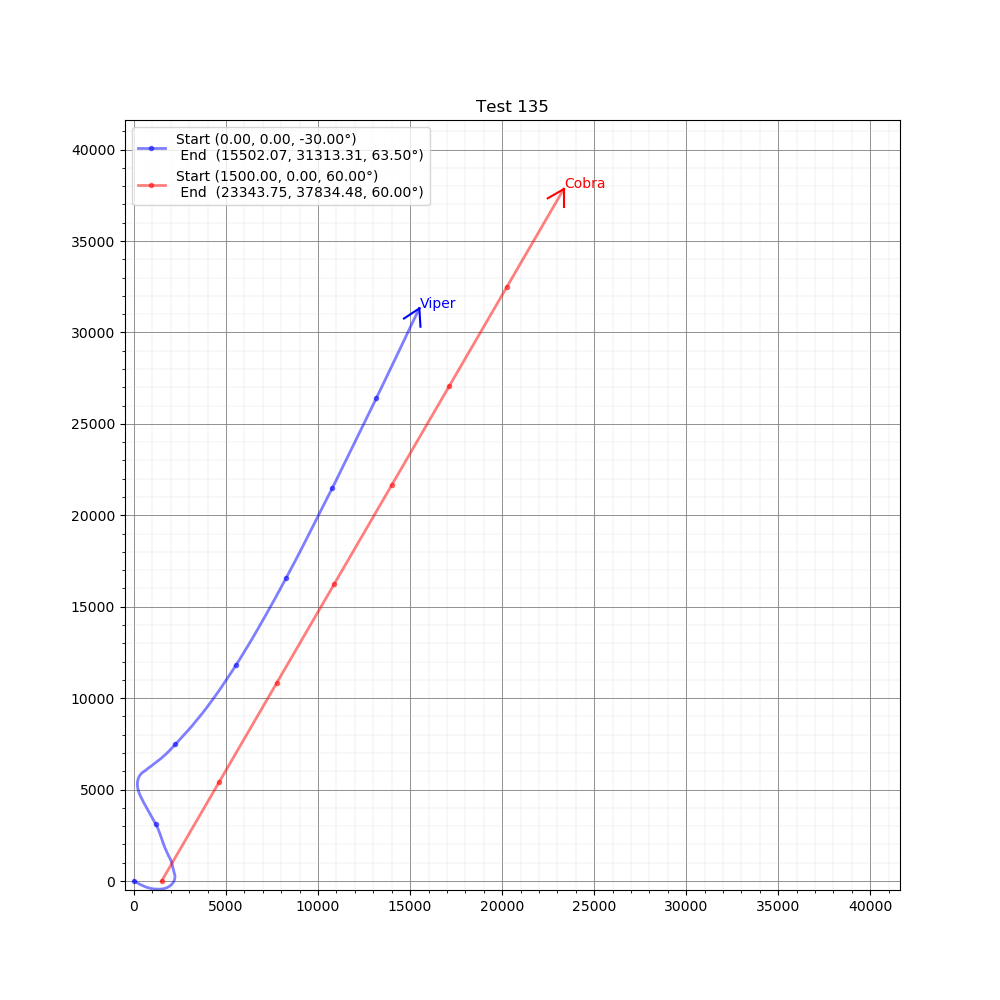 Test 135
Start (0.00, 0.00, -30.00°)
End  (15502.07, 31313.31, 63.50°)
Start (1500.00, 0.00, 60.00°)
End  (23343.75, 37834.48, 60.00°)
Cobra
Viper
40000
35000
30000
25000
20000
15000
10000
5000
0
0 5000 10000 15000 20000 25000 30000 35000 40000